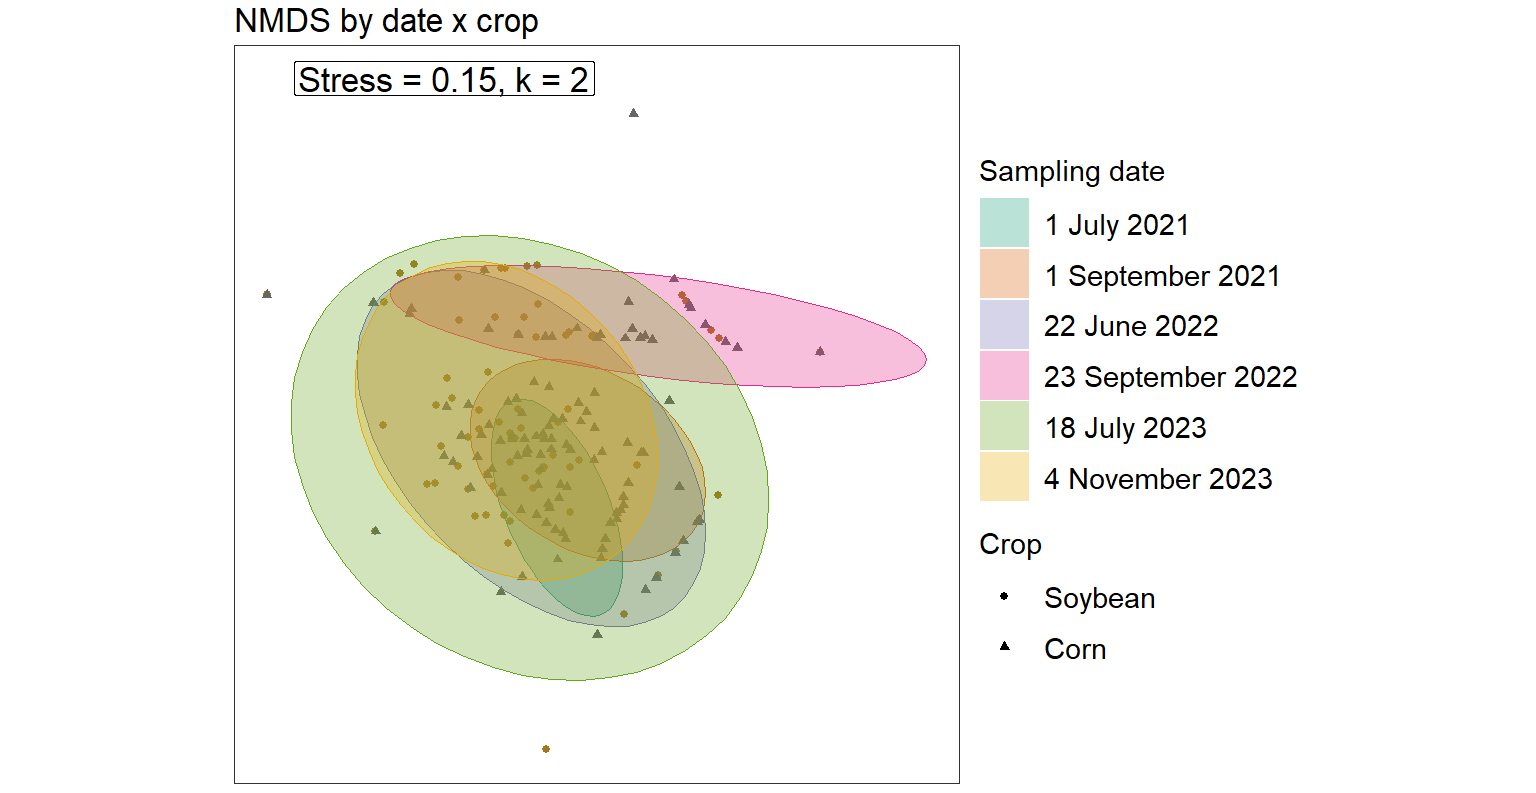 NMDS by date x crop
Stress = 0.15, k = 2
Sampling date
1 July 2021
1 September 2021
22 June 2022
23 September 2022
18 July 2023
4 November 2023
Crop
Soybean
Corn